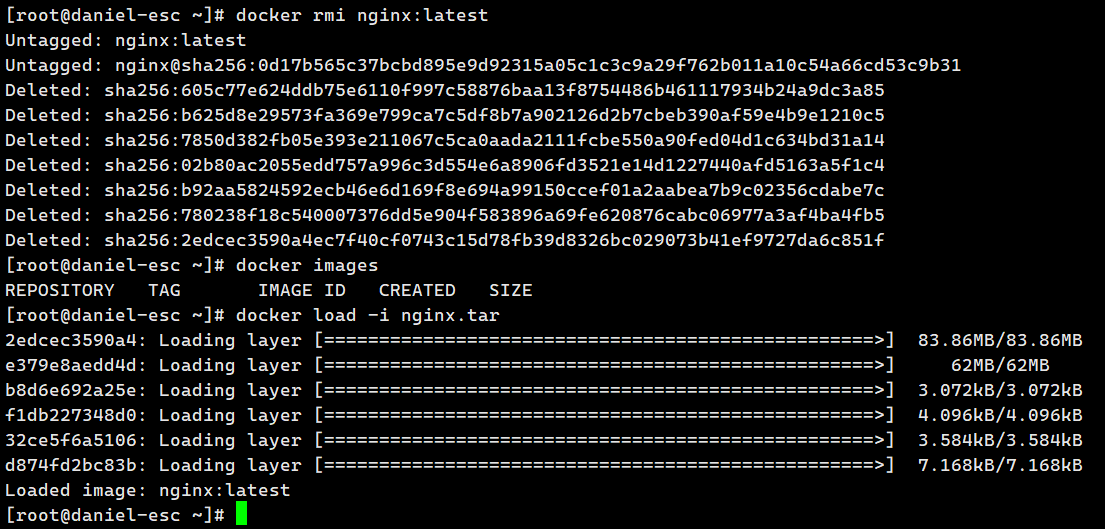 [root@daniel-esc ~]# docker rmi nginx:latest
Untagged: nginx:latest
Untagged: nginx@sha256:0d17b565c37bcbd895e9d92315a05c1c3c9a29f762b011a10c54a66cd53c9b31
Deleted: sha256:605c77e624ddb75e6110f997c58876baa13f8754486b461117934b24a9dc3a85
Deleted: sha256:b625d8e29573fa369e799ca7c5df8b7a902126d2b7cbeb390af59e4b9e1210c5
Deleted: sha256:7850d382fb05e393e211067c5ca0aada2111fcbe550a90fed04d1c634bd31a14
Deleted: sha256:02b80ac2055edd757a996c3d554e6a8906fd3521e14d1227440afd5163a5f1c4
Deleted: sha256:b92aa5824592ecb46e6d169f8e694a99150ccef01a2aabea7b9c02356cdabe7c
Deleted: sha256:780238f18c540007376dd5e904f583896a69fe620876cabc06977a3af4ba4fb5
Deleted: sha256:2edcec3590a4ec7f40cf0743c15d78fb39d8326bc029073b41ef9727da6c851f
[root@daniel-esc ~]# docker images
REPOSITORY   TAG       IMAGE ID   CREATED   SIZE
[root@daniel-esc ~]# docker load -i nginx.tar
2edcec3590a4: Loading layer [==================================================>]  83.86MB/83.86MB
e379e8aedd4d: Loading layer [==================================================>]     62MB/62MB
b8d6e692a25e: Loading layer [==================================================>]  3.072kB/3.072kB
f1db227348d0: Loading layer [==================================================>]  4.096kB/4.096kB
32ce5f6a5106: Loading layer [==================================================>]  3.584kB/3.584kB
d874fd2bc83b: Loading layer [==================================================>]  7.168kB/7.168kB
Loaded image: nginx:latest
[root@daniel-esc ~]#